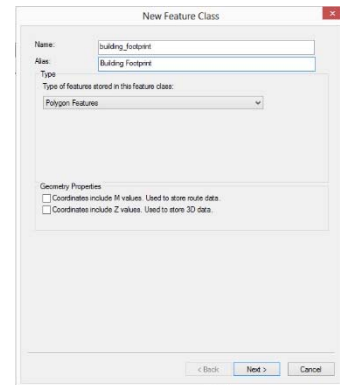 New Feature Class
x
Name: building_footprint
Alias: Building Footprint
Type
Type of features stored in this feature class:
Polygon Features
Geometry Properties
Coordinates include M values. Used to store route data.
Coordinates include Z values. Used to store 3D data.
< Back Next > Cancel